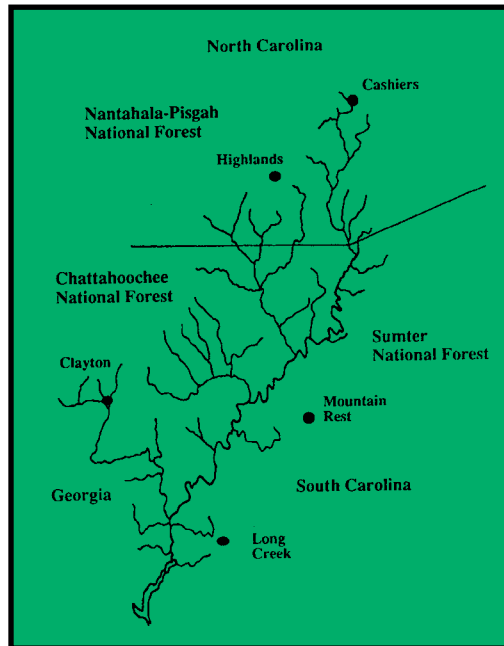 North Carolina
Cashiers
Nantahala-Pisgah
National Forest
Highlands
Chattahoochee
National Forest
Sumter
National Forest
Clayton
Mountain
Rest
Georgia
South Carolina
Long
Creek